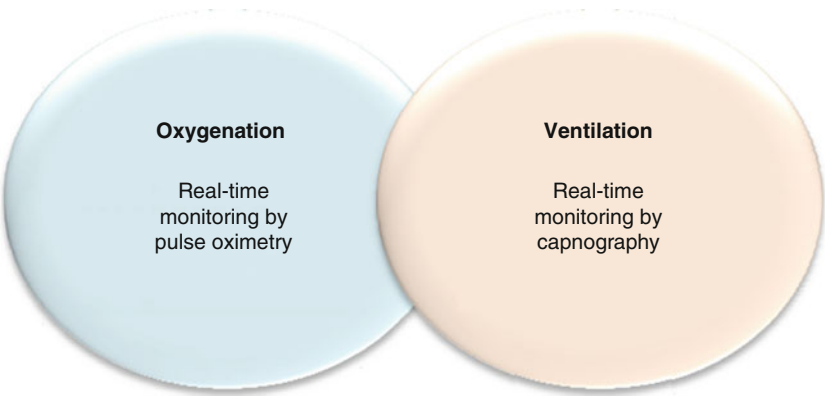 Oxygenation
Real-time
monitoring by
pulse oximetry
Ventilation
Real-time
monitoring by
capnography